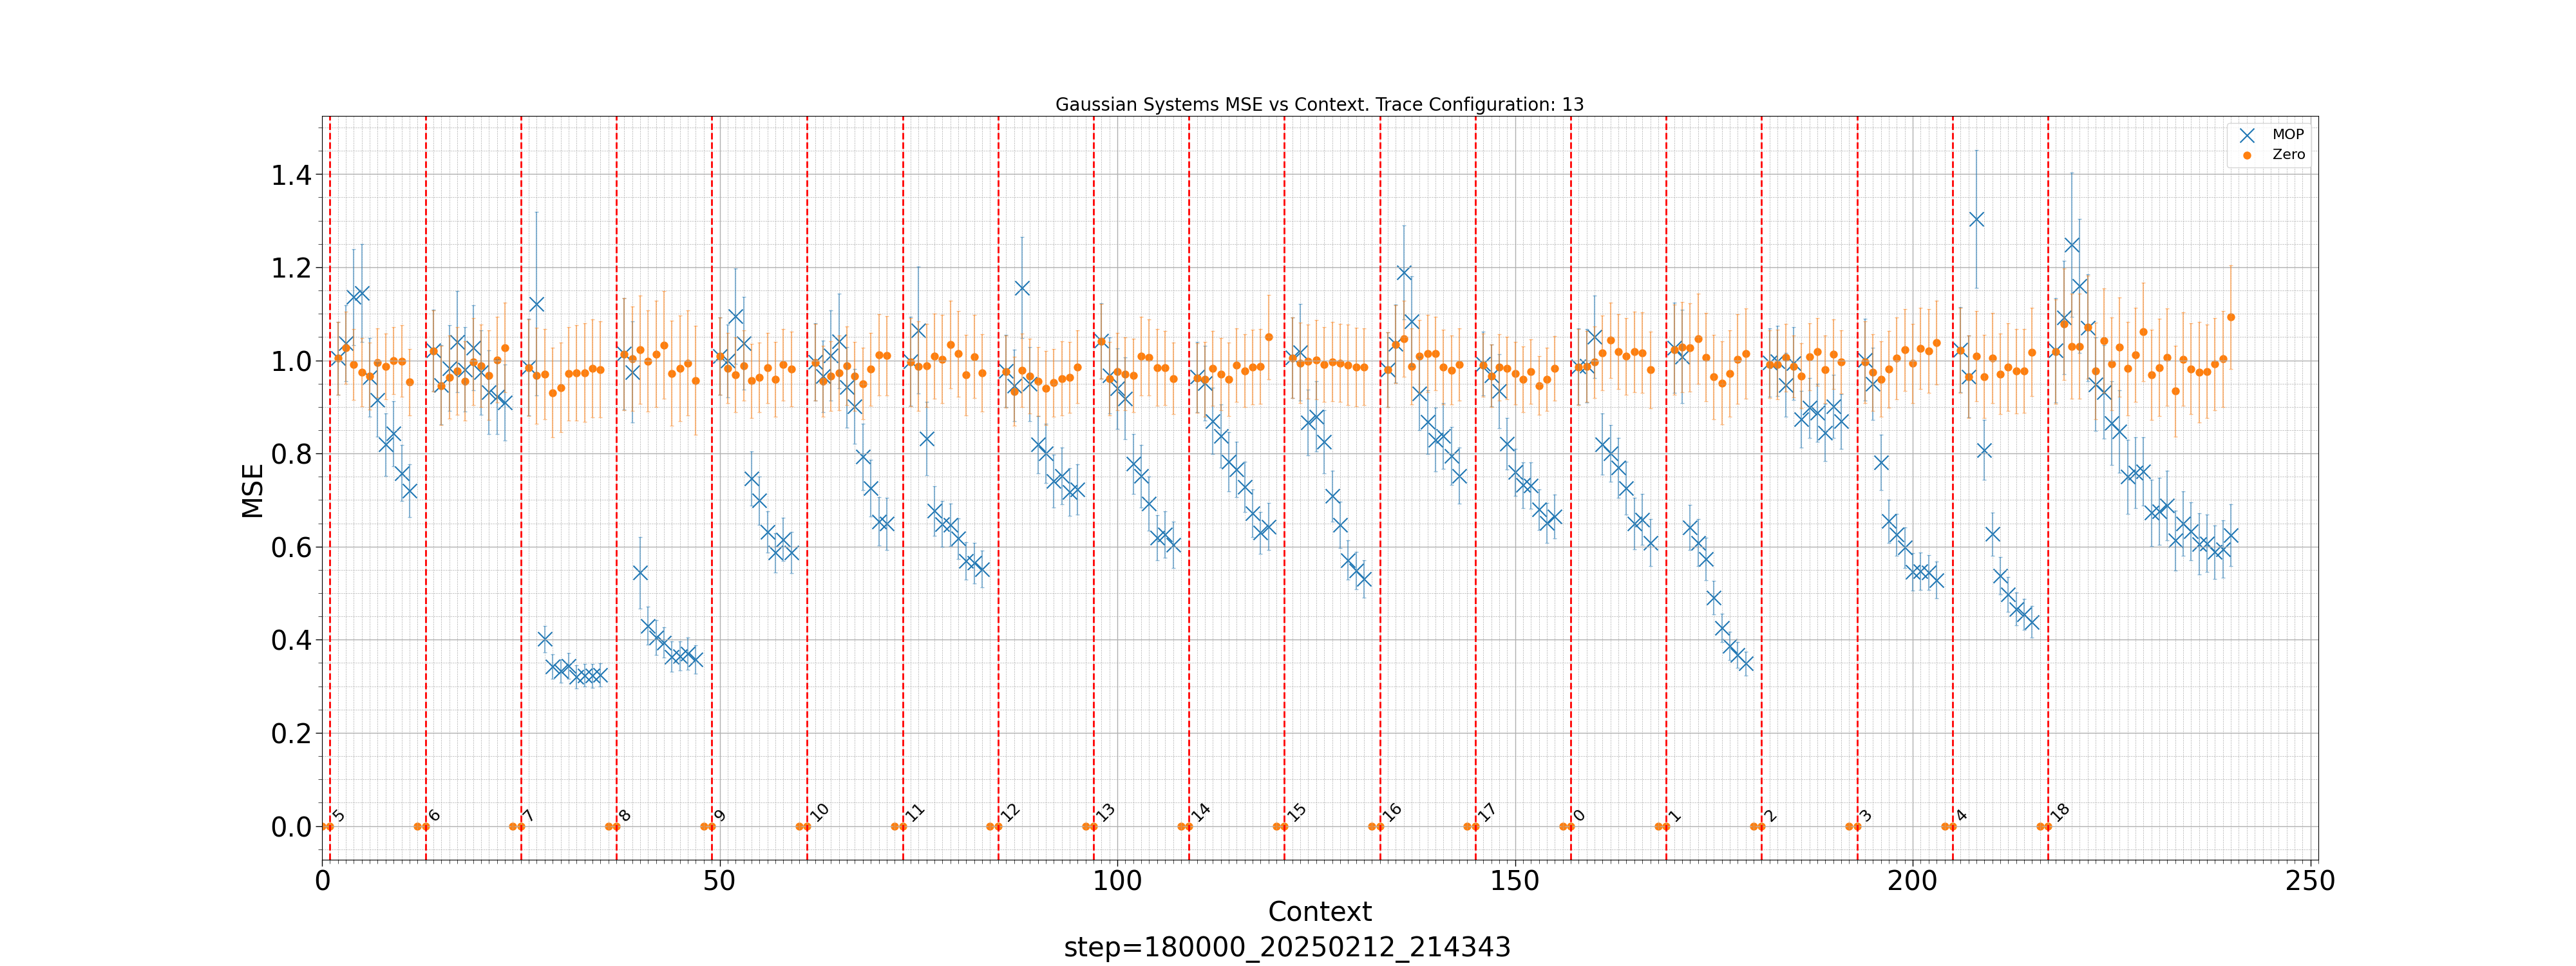 Gaussian Systems MSE vs Context. Trace Configuration: 13
MOP
Zero
1.4
1.2
1.0
0.8
0.6
0.4
0.2
0.0
MSE
5 6 7 8 9 10 11 12 13 14 15 16 17 0 1 2 3 4 18
0 50 100 150 200 250
Context
step=180000_20250212_214343